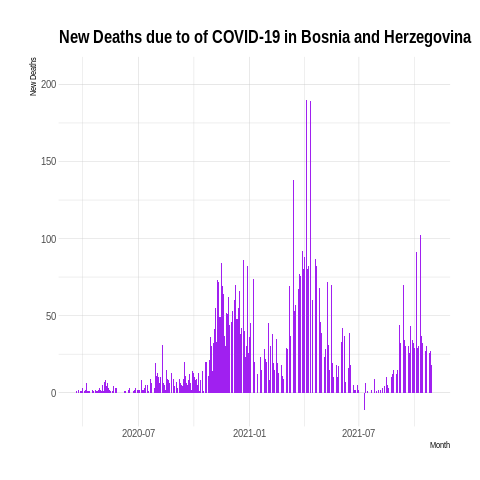 New Deaths due to of COVID-19 in Bosnia and Herzegovina
New Deaths
200
150
100
50
0
2020-07 2021-01 2021-07
Month